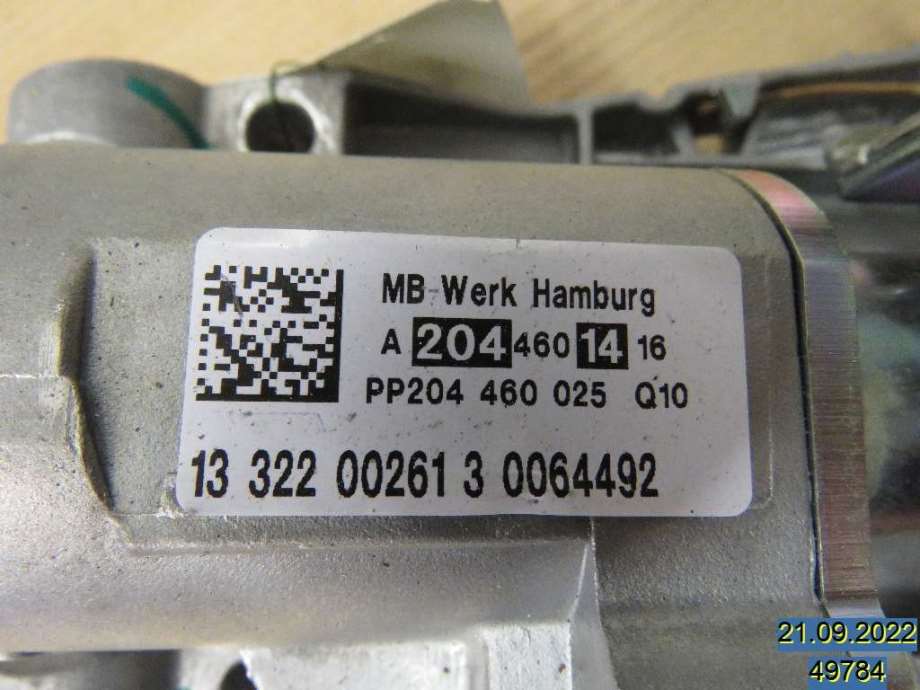 MB Werk Hamburg
A 204 460 14 16
PP204 460 025 Q10
13 322 00261 3 0064492
21.09.2022
49784